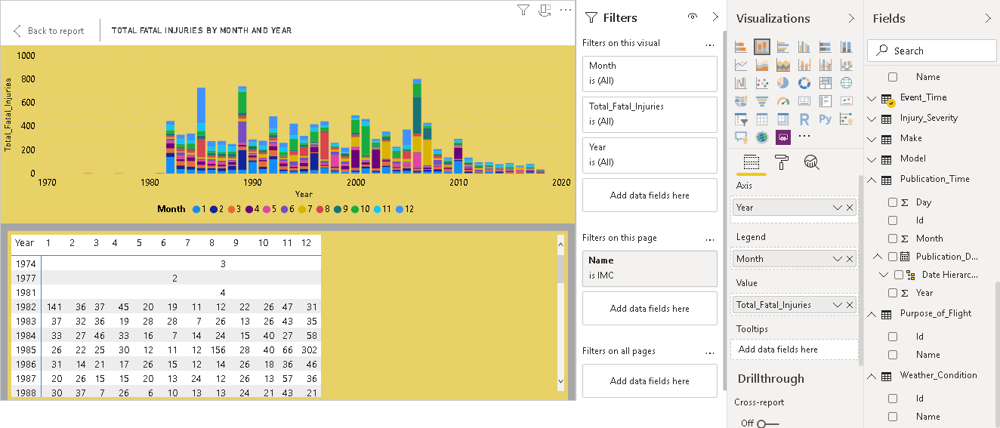 Back to report
TOTAL FATAL INJURIES BY MONTH AND YEAR
Total_Fatal_Injuries
1000
800
600
400
200
0
1970 1980 1990 2000 2010 2020
Year
Month 1 2 3 4 5 6 7 8 9 10 11 12
Year 1 2 3 4 5 6 7 8 9 10 11 12
1974 3
1977 2
1981 4
1982 141 36 37 45 20 19 11 12 22 26 47 31
1983 37 32 36 19 28 28 7 26 13 26 43 35
1984 33 27 46 33 16 7 14 24 15 40 27 58
1985 26 22 25 30 12 11 12 156 28 40 66 302
1986 31 14 21 17 26 15 12 14 26 18 36 46
1987 20 26 15 15 20 13 24 12 26 13 57 36
1988 30 37 7 26 6 10 13 13 24 21 43 21
Filters
Filters on this visual ...
Month
is (All)
Total_Fatal_Injuries
is (All)
Year
is (All)
Add data fields here
Filters on this page ...
Name
is IMC
Add data fields here
Filters on all pages ...
Add data fields here
Visualizations
123
R Py
...
Axis
Year
Legend
Month
Value
Total_Fatal_Injuries
Tooltips
Add data fields here
Drillthrough
Cross-report
Off
Fields
Search
Name
Event_Time
Injury_Severity
Make
Model
Publication_Time
Σ Day
Id
Σ Month
Publication_D...
Date Hierarc...
Σ Year
Purpose_of_Flight
Id
Name
Weather_Condition
Id
Name